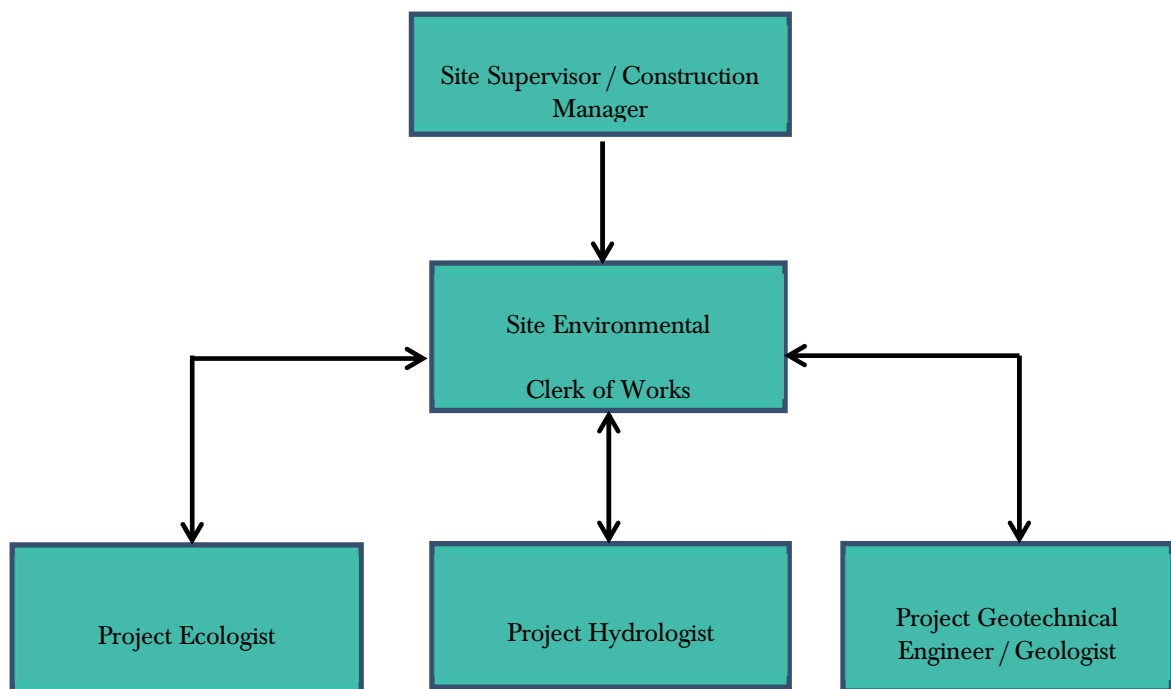 Site Supervisor / Construction
Manager
Site Environmental
Clerk of Works
Project Ecologist
Project Hydrologist
Project Geotechnical
Engineer / Geologist